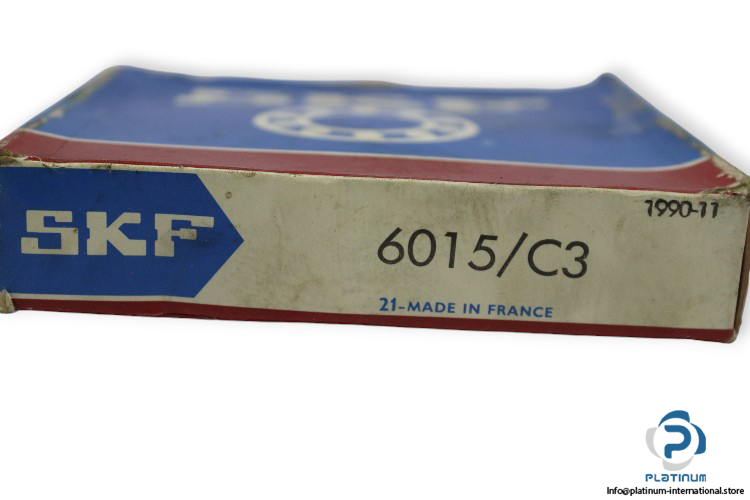 SKF
1990-11
6015/C3
21-MADE IN FRANCE
PLATINUM
Info@platinum-international.store